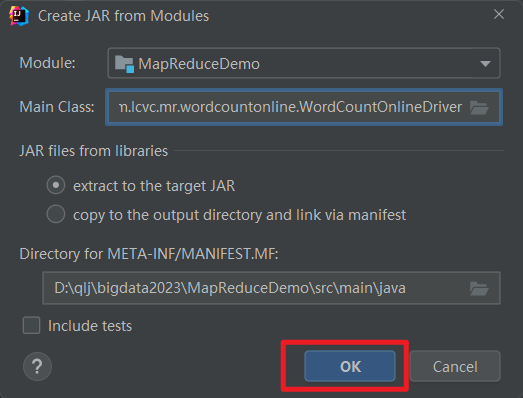 Create JAR from Modules
Module: MapReduceDemo
Main Class: m.lcvc.mr.wordcountonline.WordCountOnlineDriver
JAR files from libraries
extract to the target JAR
copy to the output directory and link via manifest
Directory for META-INF/MANIFEST.MF:
D:\qlj\bigdata2023\MapReduceDemo\src\main\java
Include tests
? OK Cancel